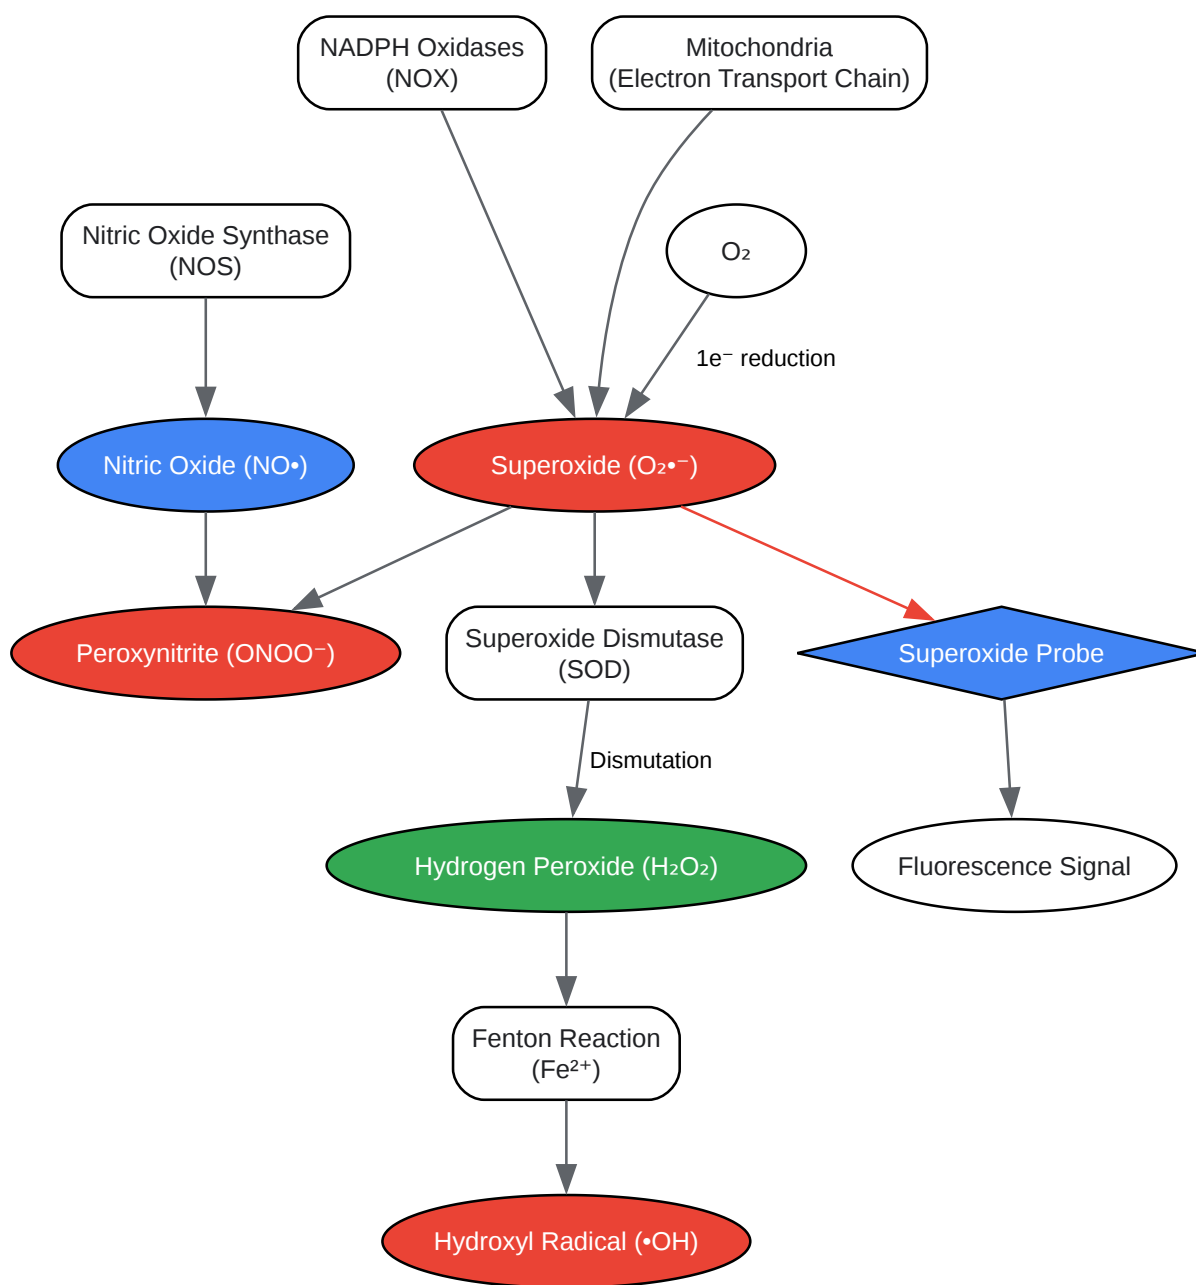 NADPH Oxidases
(NOX)
Mitochondria
(Electron Transport Chain)
Nitric Oxide Synthase
(NOS)
O₂
1e⁻ reduction
Nitric Oxide (NO•)
Superoxide (O₂•⁻)
Peroxynitrite (ONOO⁻)
Superoxide Dismutase
(SOD)
Superoxide Probe
Dismutation
Hydrogen Peroxide (H₂O₂)
Fluorescence Signal
Fenton Reaction
(Fe²⁺)
Hydroxyl Radical (•OH)